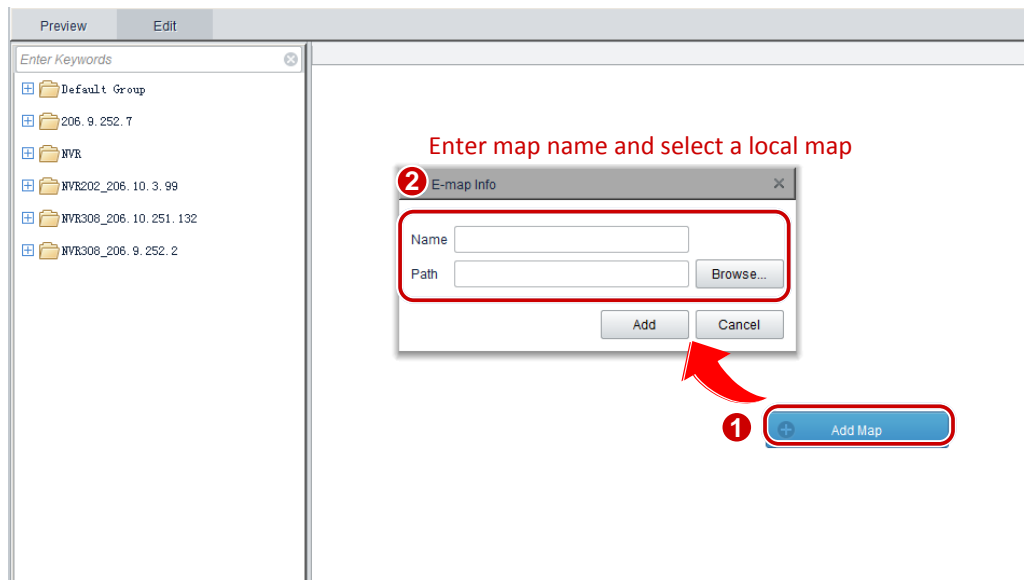 Preview Edit
Enter Keywords
Default Group
206.9.252.7
NVR
NVR202_206.10.3.99
NVR308_206.10.251.132
NVR308_206.9.252.2
Enter map name and select a local map
2 E-map Info
Name
Path Browse...
Add Cancel
1 Add Map